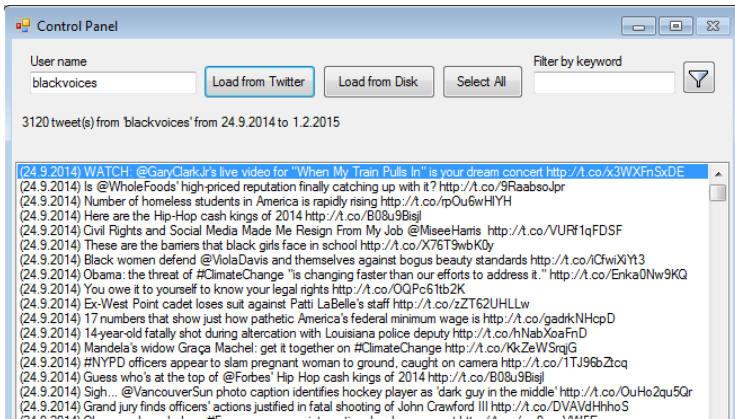 Control Panel
User name
Filter by keyword
blackvoices
Load from Twitter
Load from Disk
Select All
3120 tweet(s) from 'blackvoices' from 24.9.2014 to 1.2.2015
(24.9.2014) WATCH: @GaryClarkJr's live video for "When My Train Pulls In" is your dream concert http://t.co/x3WXFnSxDE
(24.9.2014) Is @WholeFoods' high-priced reputation finally catching up with it? http://t.co/9RaabsoJpr
(24.9.2014) Number of homeless students in America is rapidly rising http://t.co/rpOu6wHIYH
(24.9.2014) Here are the Hip-Hop cash kings of 2014 http://t.co/B08u9Bisjl
(24.9.2014) Civil Rights and Social Media Made Me Resign From My Job @MiseeHarris http://t.co/VURf1qFDSF
(24.9.2014) These are the barriers that black girls face in school http://t.co/X76T9wbK0y
(24.9.2014) Black women defend @ViolaDavis and themselves against bogus beauty standards http://t.co/iCfwiXiYt3
(24.9.2014) Obama: the threat of #ClimateChange "is changing faster than our efforts to address it." http://t.co/Enka0Nw9KQ
(24.9.2014) You owe it to yourself to know your legal rights http://t.co/OQPc61tb2K
(24.9.2014) Ex-West Point cadet loses suit against Patti LaBelle's staff http://t.co/zZT62UHLLw
(24.9.2014) 17 numbers that show just how pathetic America's federal minimum wage is http://t.co/gadrkNHcpD
(24.9.2014) 14-year-old fatally shot during altercation with Louisiana police deputy http://t.co/hNabXoaFnD
(24.9.2014) Mandela's widow Graça Machel: get it together on #ClimateChange http://t.co/KkZeWSrqjG
(24.9.2014) #NYPD officers appear to slam pregnant woman to ground, caught on camera http://t.co/1TJ96bZtcq
(24.9.2014) Guess who's at the top of @Forbes' Hip Hop cash kings of 2014 http://t.co/B08u9Bisjl
(24.9.2014) Sigh... @VancouverSun photo caption identifies hockey player as 'dark guy in the middle' http://t.co/OuHo2qu5Qr
(24.9.2014) Grand jury finds officers' actions justified in fatal shooting of John Crawford III http://t.co/DVAVdHhhoS